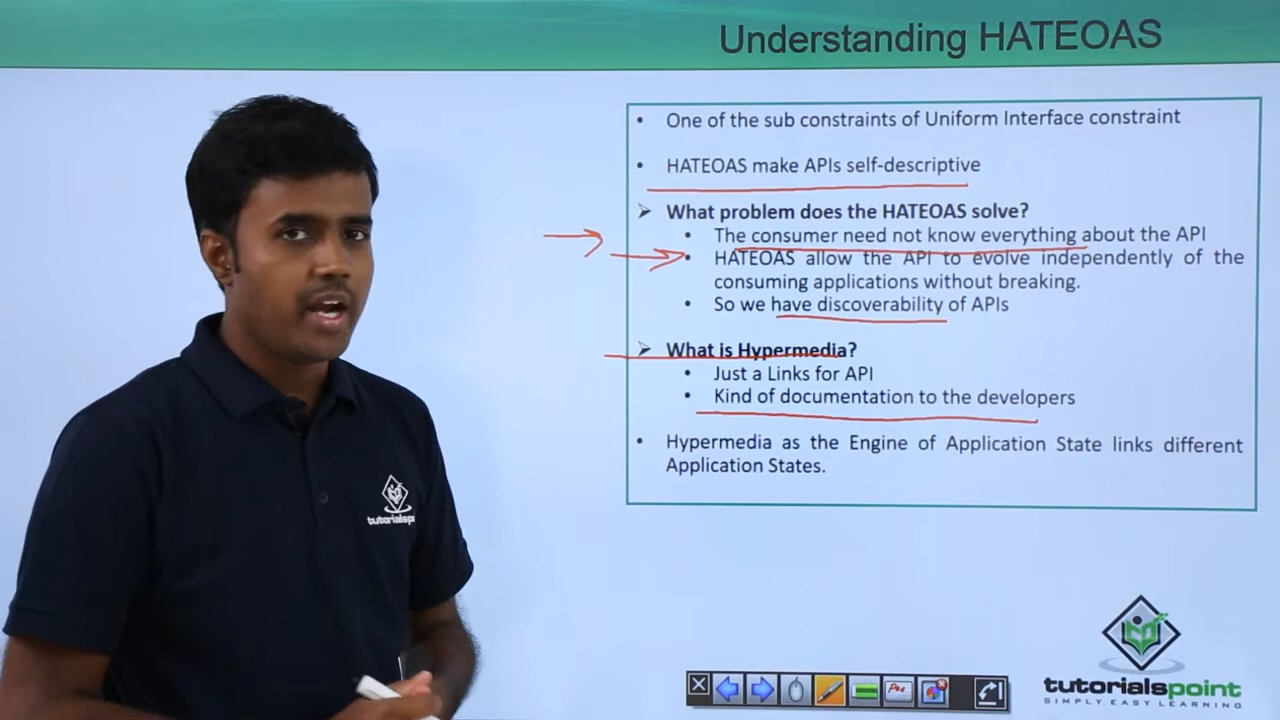 Understanding HATEOAS
• One of the sub constraints of Uniform Interface constraint
• HATEOAS make APIs self-descriptive
➢ What problem does the HATEOAS solve?
• The consumer need not know everything about the API
• HATEOAS allow the API to evolve independently of the
consuming applications without breaking.
• So we have discoverability of APIs
➢ What is Hypermedia?
• Just a Links for API
• Kind of documentation to the developers
• Hypermedia as the Engine of Application State links different
Application States.
tutorialsp
tutorialspoint
SIMPLY EASY LEARNING